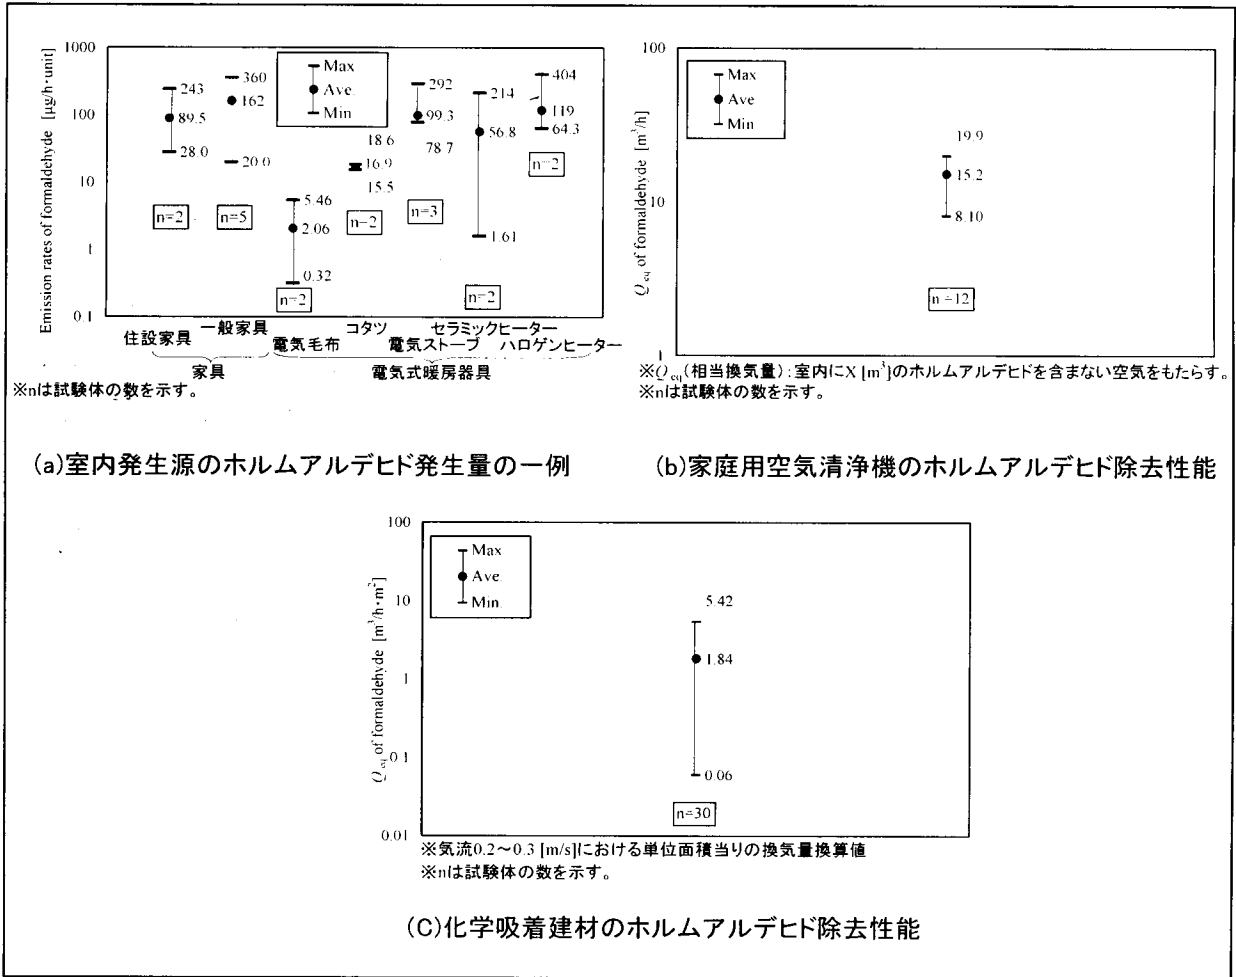 Emission rates of formaldehyde [μg/h·unit]
1000
100
10
1
0.1
Max
Ave.
Min
243
89.5
28.0
n=2
360
162
20.0
n=5
5.46
2.06
0.32
n=2
18.6
16.9
15.5
n=2
292
99.3
78.7
n=3
214
56.8
1.61
n=2
404
119
64.3
n=2
住設家具
一般家具
電気毛布
コタツ
電気ストーブ
セラミックヒーター
ハロゲンヒーター
家具
電気式暖房器具
※nは試験体の数を示す。
(a)室内発生源のホルムアルデヒド発生量の一例
Qeq of formaldehyde [m³/h]
100
10
1
Max
Ave
Min
19.9
15.2
8.10
n=12
※Qeq(相当換気量):室内にX [m³]のホルムアルデヒドを含まない空気をもたらす。
※nは試験体の数を示す。
(b)家庭用空気清浄機のホルムアルデヒド除去性能
Qeq of formaldehyde [m³/h·m²]
100
10
1
0.1
0.01
Max
Ave.
Min
5.42
1.84
0.06
n=30
※気流0.2～0.3 [m/s]における単位面積当りの換気量換算値
※nは試験体の数を示す。
(C)化学吸着建材のホルムアルデヒド除去性能